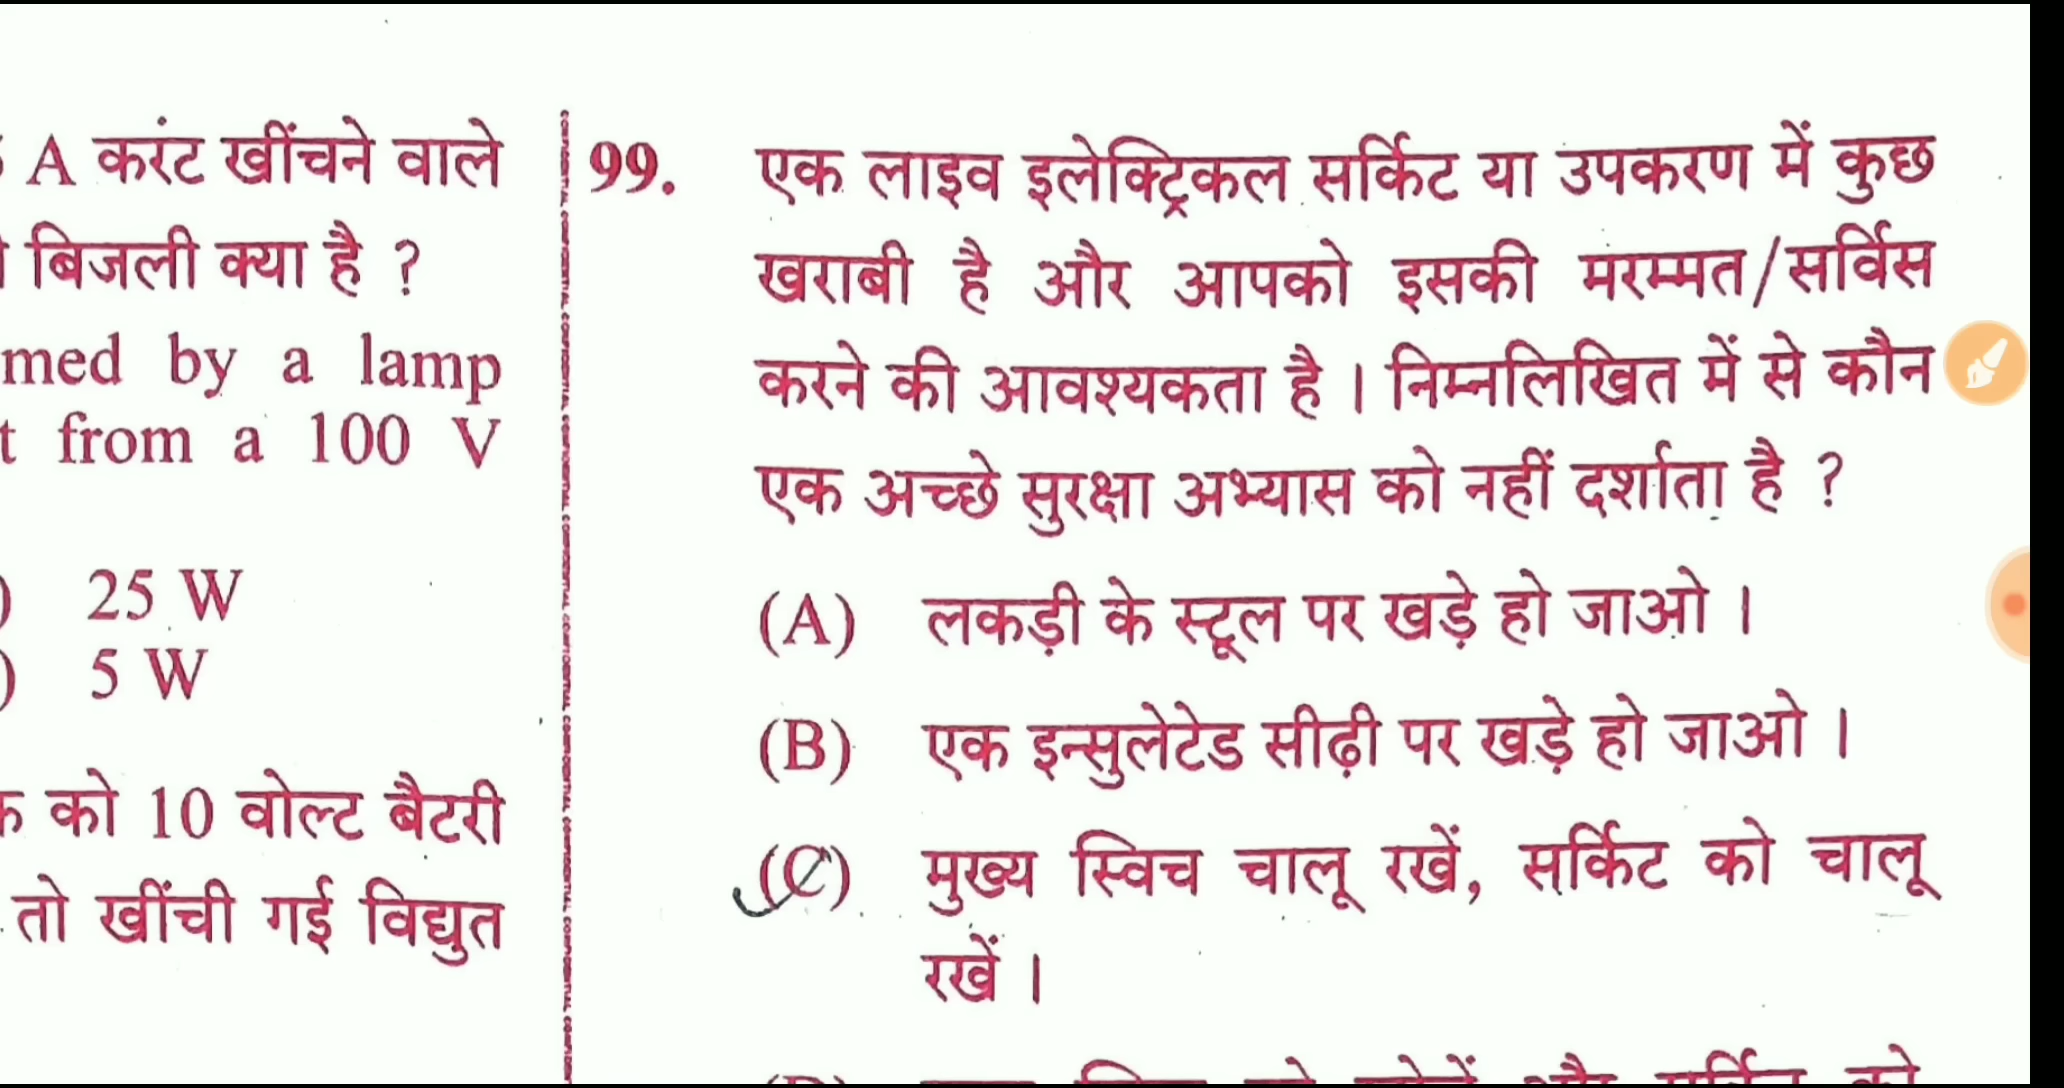 A करंट खींचने वाले
बिजली क्या है ?
med by a lamp
t from a 100 V
) 25 W
) 5 W
को 10 वोल्ट बैटरी
तो खींची गई विद्युत
99. एक लाइव इलेक्ट्रिकल सर्किट या उपकरण में कुछ
खराबी है और आपको इसकी मरम्मत/सर्विस
करने की आवश्यकता है । निम्नलिखित में से कौन
एक अच्छे सुरक्षा अभ्यास को नहीं दर्शाता है ?
(A) लकड़ी के स्टूल पर खड़े हो जाओ ।
(B) एक इन्सुलेटेड सीढ़ी पर खड़े हो जाओ ।
(C) मुख्य स्विच चालू रखें, सर्किट को चालू
रखें ।